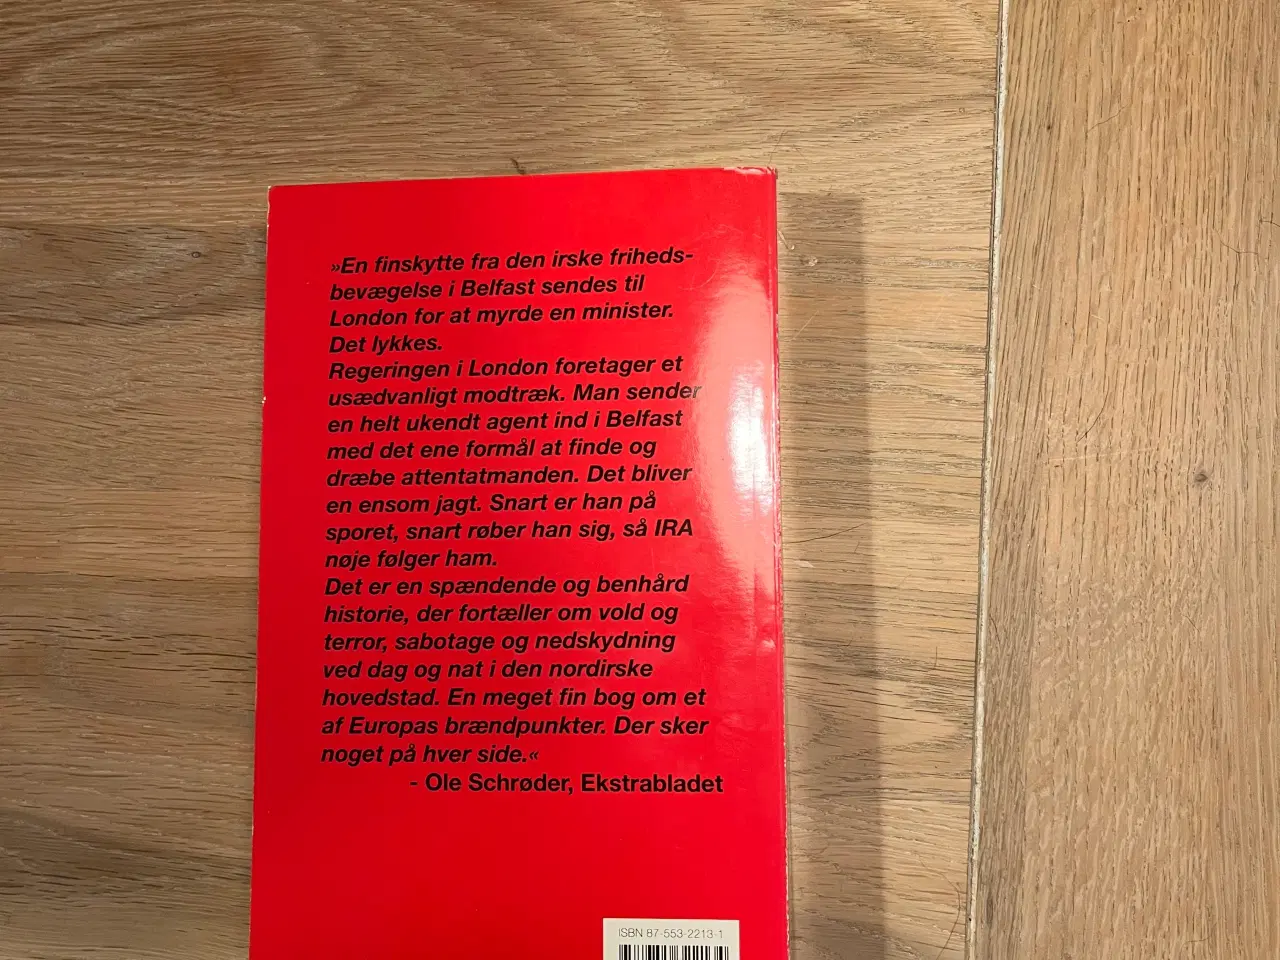 »En finskytte fra den irske friheds-
bevægelse i Belfast sendes til
London for at myrde en minister.
Det lykkes.
Regeringen i London foretager et
usædvanligt modtræk. Man sender
en helt ukendt agent ind i Belfast
med det ene formål at finde og
dræbe attentatmanden. Det bliver
en ensom jagt. Snart er han på
sporet, snart røber han sig, så IRA
nøje følger ham.
Det er en spændende og benhård
historie, der fortæller om vold og
terror, sabotage og nedskydning
ved dag og nat i den nordirske
hovedstad. En meget fin bog om et
af Europas brændpunkter. Der sker
noget på hver side.«
- Ole Schrøder, Ekstrabladet
ISBN 87-553-2213-1